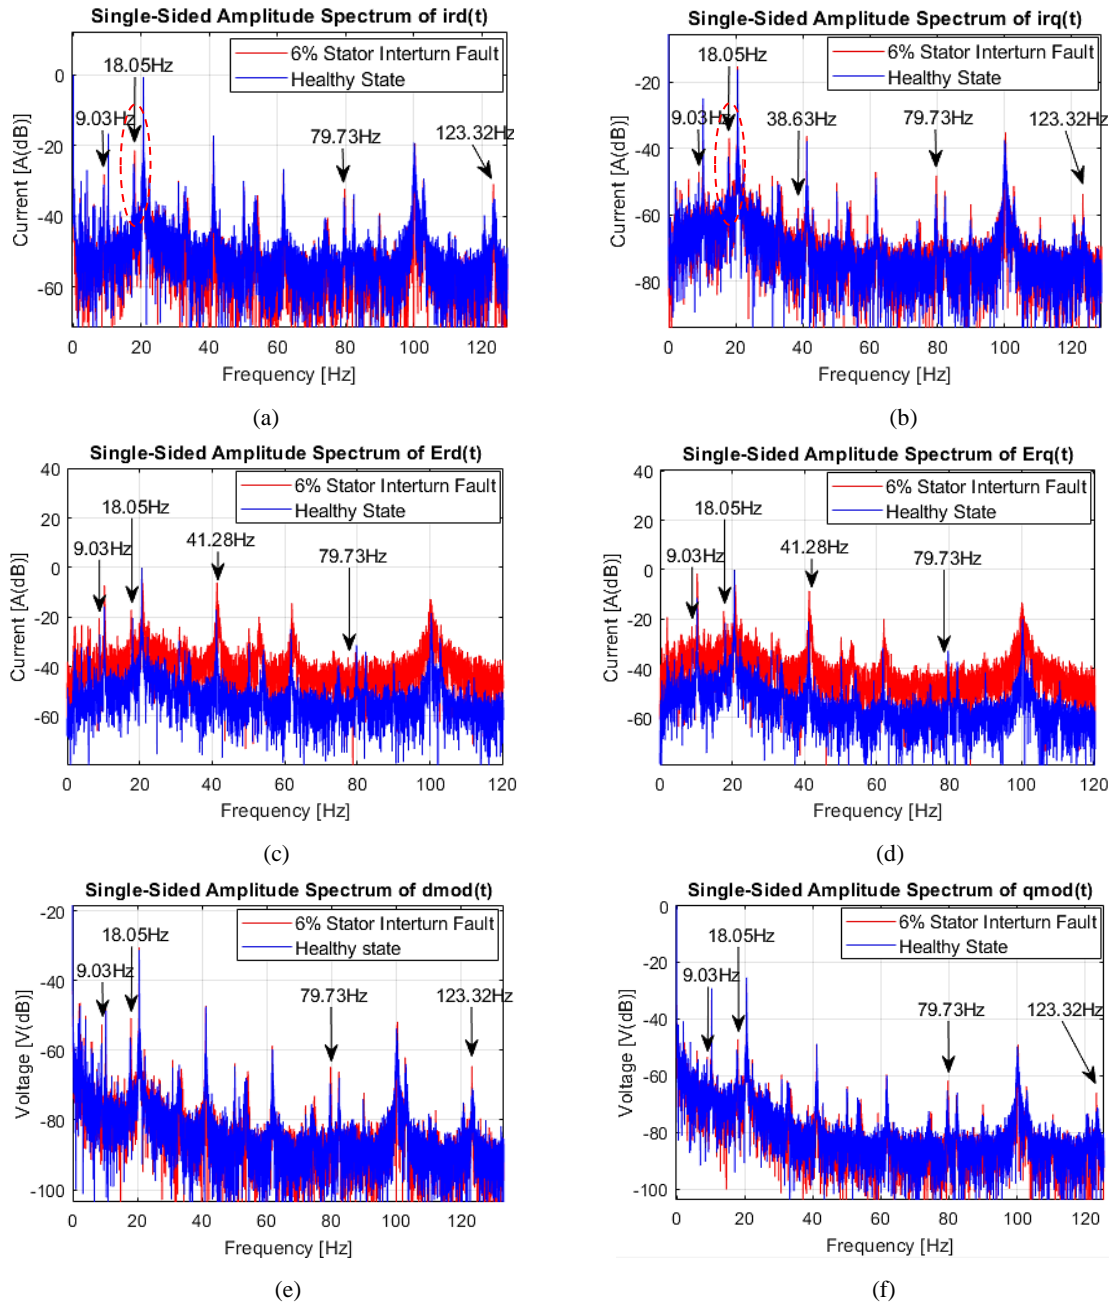 Single-Sided Amplitude Spectrum of ird(t)
6% Stator Interturn Fault
Healthy State
18.05Hz
9.03Hz
79.73Hz
123.32Hz
Current [A(dB)]
0
-20
-40
-60
0 20 40 60 80 100 120
Frequency [Hz]
(a)
Single-Sided Amplitude Spectrum of irq(t)
6% Stator Interturn Fault
Healthy State
18.05Hz
9.03Hz
38.63Hz
79.73Hz
123.32Hz
Current [A(dB)]
-20
-40
-60
-80
0 20 40 60 80 100 120
Frequency [Hz]
(b)
Single-Sided Amplitude Spectrum of Erd(t)
6% Stator Interturn Fault
Healthy State
18.05Hz
9.03Hz
41.28Hz
79.73Hz
Current [A(dB)]
40
20
0
-20
-40
-60
0 20 40 60 80 100 120
Frequency [Hz]
(c)
Single-Sided Amplitude Spectrum of Erq(t)
6% Stator Interturn Fault
Healthy State
18.05Hz
9.03Hz
41.28Hz
79.73Hz
Current [A(dB)]
40
20
0
-20
-40
-60
0 20 40 60 80 100 120
Frequency [Hz]
(d)
Single-Sided Amplitude Spectrum of dmod(t)
6% Stator Interturn Fault
Healthy state
18.05Hz
9.03Hz
79.73Hz
123.32Hz
Voltage [V(dB)]
-20
-40
-60
-80
-100
0 20 40 60 80 100 120
Frequency [Hz]
(e)
Single-Sided Amplitude Spectrum of qmod(t)
6% Stator Interturn Fault
Healthy State
18.05Hz
9.03Hz
79.73Hz
123.32Hz
Voltage [V(dB)]
0
-20
-40
-60
-80
-100
0 20 40 60 80 100 120
Frequency [Hz]
(f)